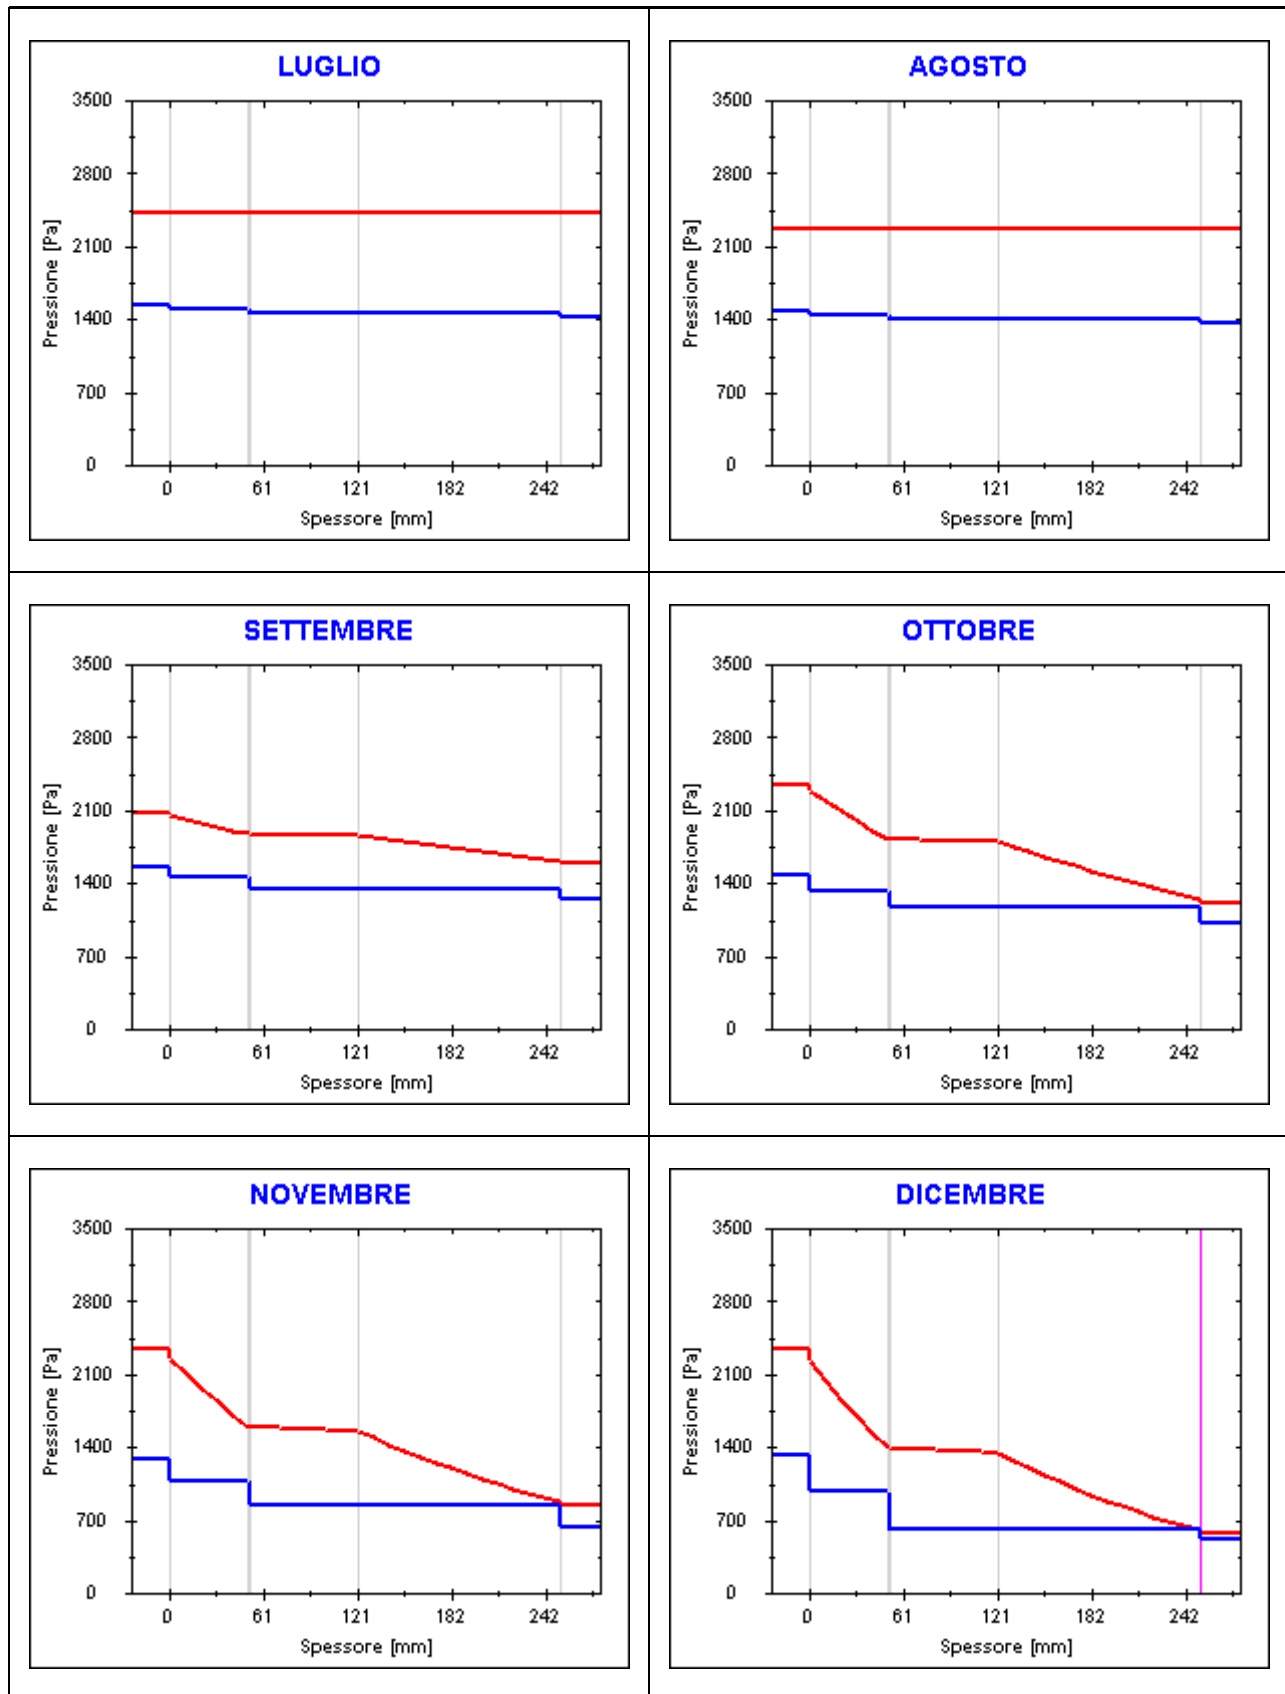 LUGLIO
3500
2800
2100
1400
700
0
Pressione [Pa]
0 61 121 182 242
Spessore [mm]
AGOSTO
3500
2800
2100
1400
700
0
Pressione [Pa]
0 61 121 182 242
Spessore [mm]
SETTEMBRE
3500
2800
2100
1400
700
0
Pressione [Pa]
0 61 121 182 242
Spessore [mm]
OTTOBRE
3500
2800
2100
1400
700
0
Pressione [Pa]
0 61 121 182 242
Spessore [mm]
NOVEMBRE
3500
2800
2100
1400
700
0
Pressione [Pa]
0 61 121 182 242
Spessore [mm]
DICEMBRE
3500
2800
2100
1400
700
0
Pressione [Pa]
0 61 121 182 242
Spessore [mm]